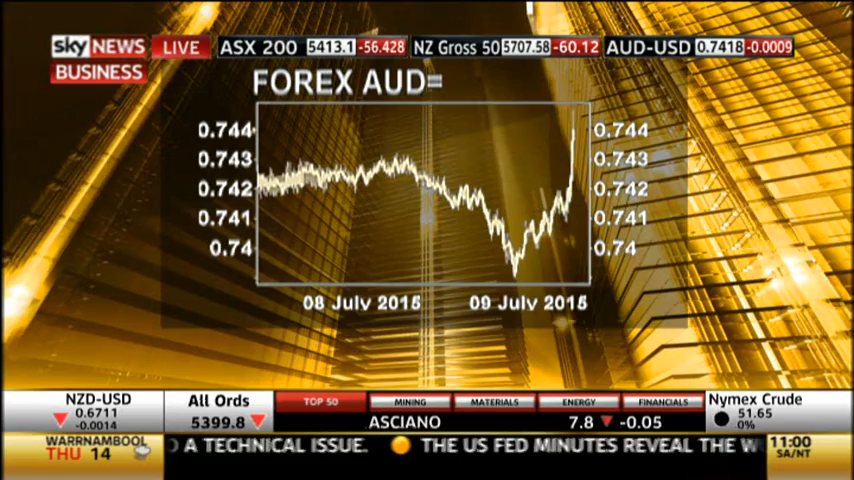 sky NEWS LIVE ASX 200 5413.1 -56.428 NZ Gross 50 5707.58 -60.12 AUD-USD 0.7418 -0.0009
BUSINESS
FOREX AUD=
0.744 0.744
0.743 0.743
0.742 0.742
0.741 0.741
0.74 0.74
08 July 2015 09 July 2015
NZD-USD All Ords TOP 50 MINING MATERIALS ENERGY FINANCIALS Nymex Crude
0.6711 51.65
-0.0014 5399.8 ASCIANO 7.8 -0.05 0%
WARRNAMBOOL 11:00
THU 14 A TECHNICAL ISSUE. THE US FED MINUTES REVEAL THE SA/NT